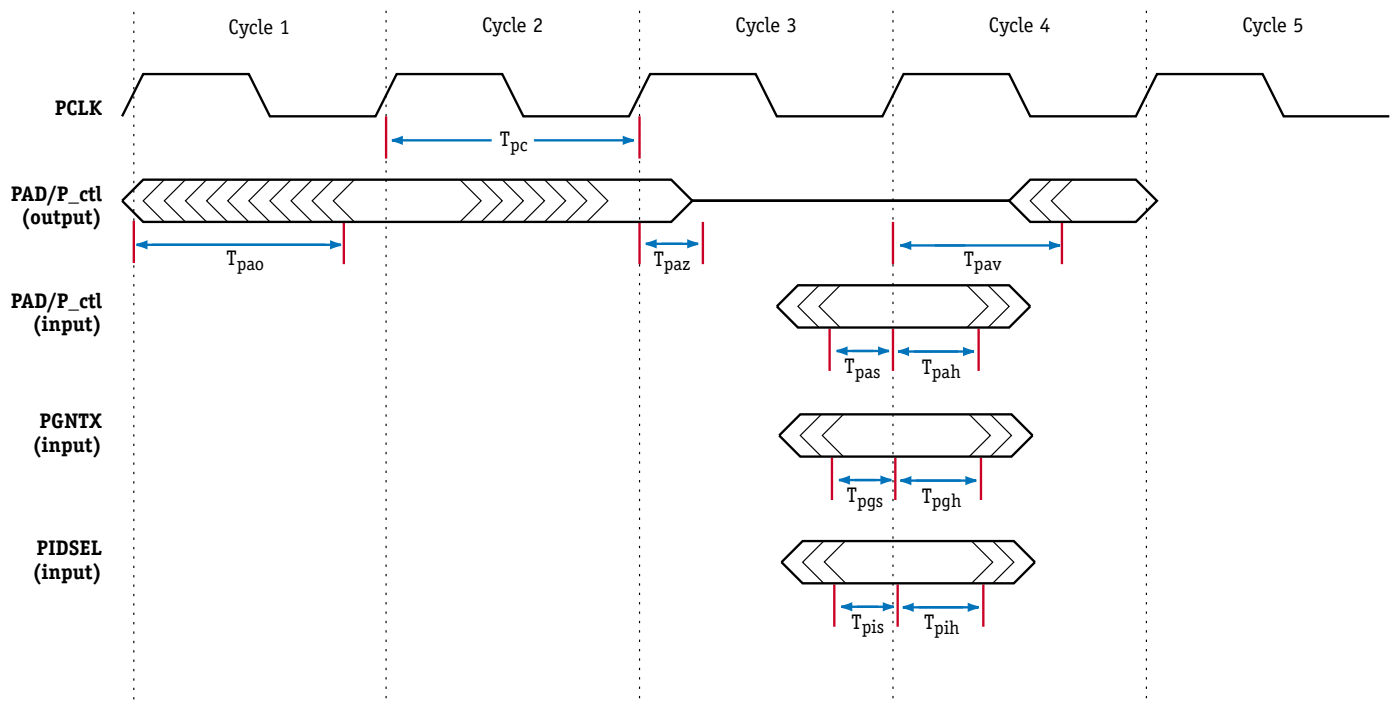 Cycle 1 Cycle 2 Cycle 3 Cycle 4 Cycle 5
PCLK
Tpc
PAD/P_ctl
(output)
Tpao Tpaz Tpav
PAD/P_ctl
(input)
Tpas Tpah
PGNTX
(input)
Tpgs Tpgh
PIDSEL
(input)
Tpis Tpih